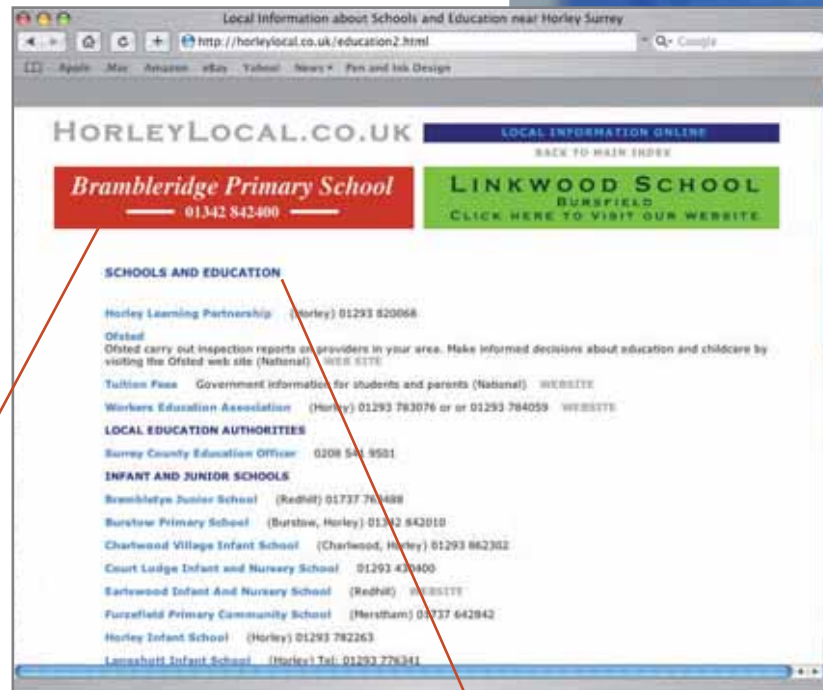 Local Information about Schools and Education near Horley Surrey
http://horleylocal.co.uk/education2.html
Google
Apple Mac Amazon eBay Yahoo! News Pen and Ink Design
HORLEYLOCAL.CO.UK
LOCAL INFORMATION ONLINE
BACK TO MAIN INDEX
Brambleridge Primary School
01342 842400
LINKWOOD SCHOOL
BURSFIELD
CLICK HERE TO VISIT OUR WEBSITE
SCHOOLS AND EDUCATION
Horley Learning Partnership (Horley) 01293 820068
Ofsted
Ofsted carry out inspection reports on providers in your area. Make informed decisions about education and childcare by
visiting the Ofsted web site (National) WEB SITE
Tuition Fees Government information for students and parents (National) WEBSITE
Workers Education Association (Horley) 01293 783076 or or 01293 784059 WEBSITE
LOCAL EDUCATION AUTHORITIES
Surrey County Education Officer 0208 541 9501
INFANT AND JUNIOR SCHOOLS
Brambletye Junior School (Redhill) 01737
Burstow Primary School (Burstow, Horley) 01342 842010
Charlwood Village Infant School (Charlwood, Horley) 01293 862302
Court Lodge Infant and Nursery School 01293
Earlswood Infant And Nursery School (Redhill) WEBSITE
Furzefield Primary Community School (Merstham) 01737 642842
Horley Infant School (Horley) 01293 782263
Langshott Infant School (Horley) Tel: 01293 776341